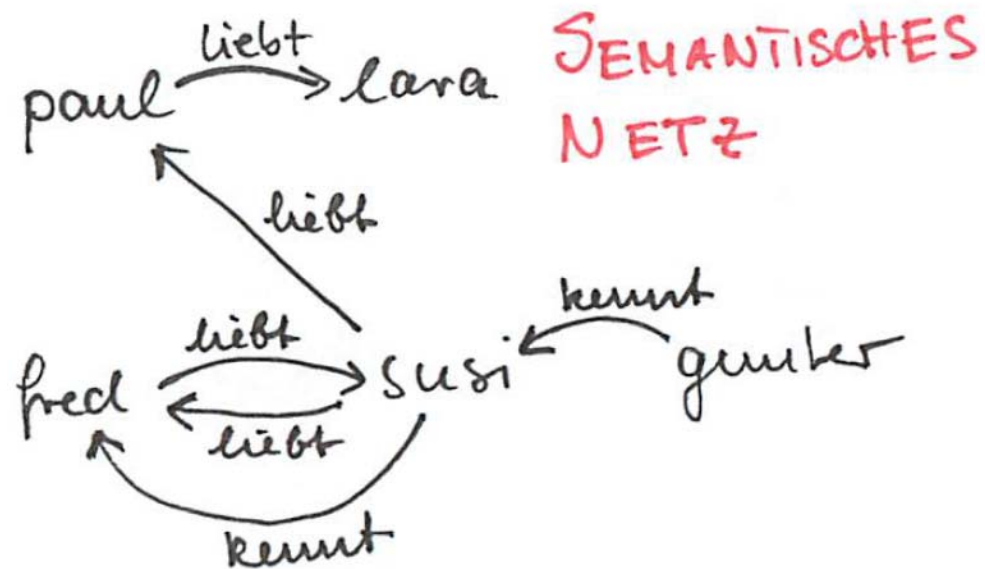 liebt
paul
lara
SEMANTISCHES
NETZ
liebt
kennt
liebt
fred
susi
gunter
liebt
kennt